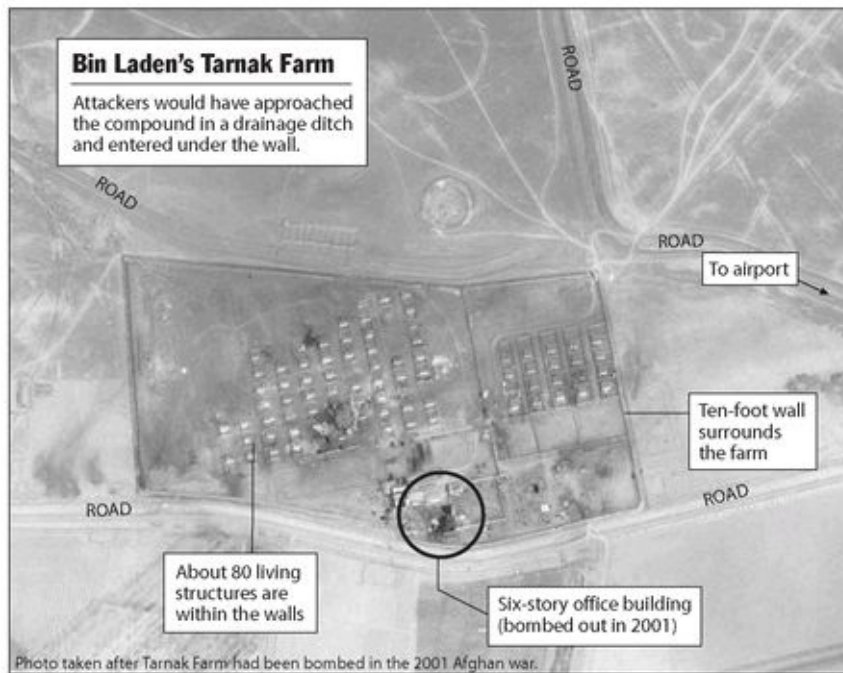 Bin Laden's Tarnak Farm
Attackers would have approached
the compound in a drainage ditch
and entered under the wall.
ROAD
ROAD
ROAD
To airport
Ten-foot wall
surrounds
the farm
ROAD
ROAD
About 80 living
structures are
within the walls
Six-story office building
(bombed out in 2001)
Photo taken after Tarnak Farm had been bombed in the 2001 Afghan war.